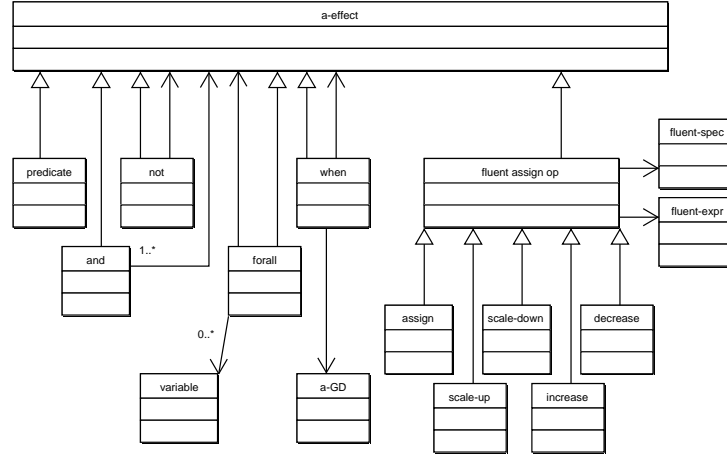 a-effect
fluent-spec
predicate
not
when
fluent assign op
fluent-expr
1..*
and
forall
assign
scale-down
decrease
0..*
variable
a-GD
scale-up
increase